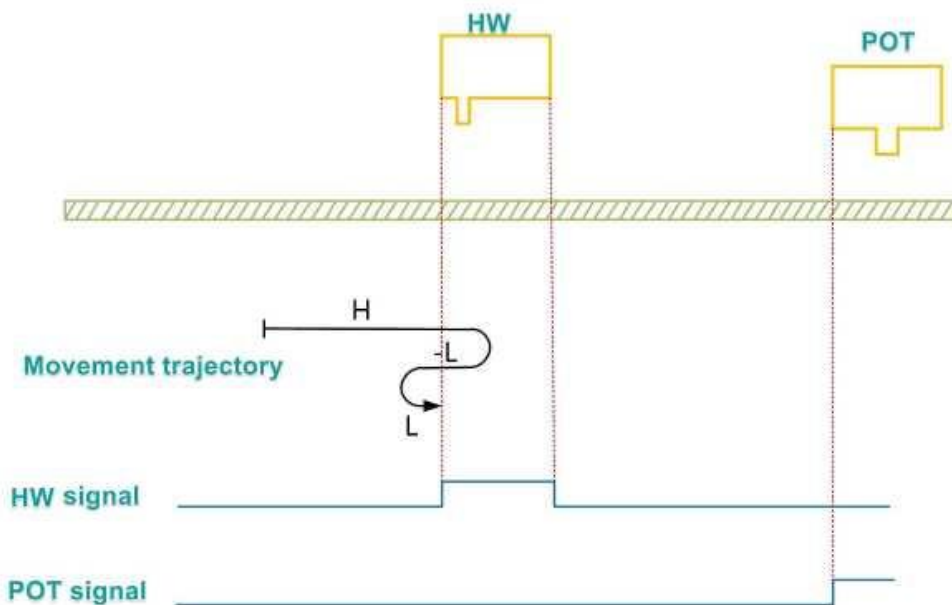 HW
POT
H
-L
Movement trajectory
L
HW signal
POT signal